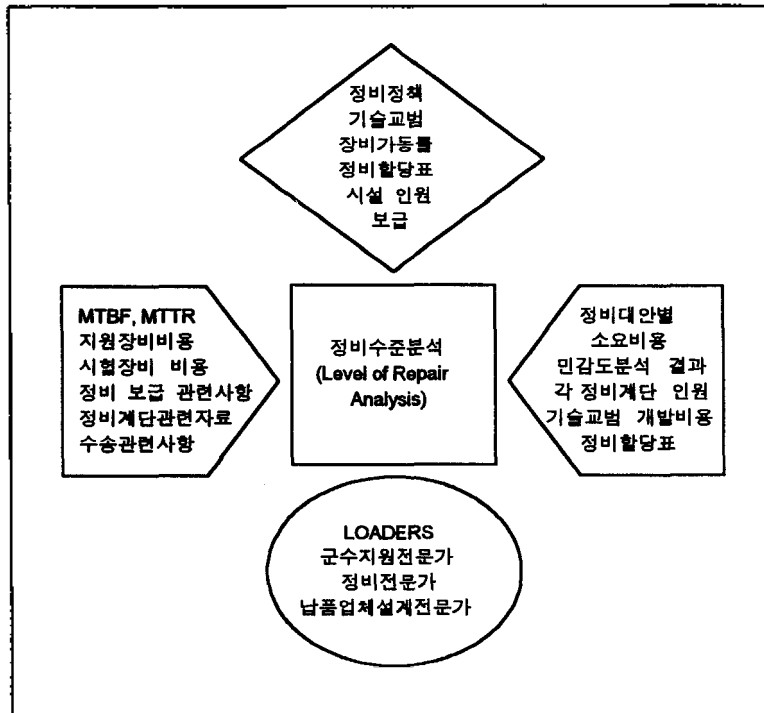 정비정책
기술교범
장비가동률
정비할당표
시설 인원
보급
MTBF, MTTR
지원장비비용
시험장비 비용
정비 보급 관련사항
정비계단관련자료
수송관련사항
정비수준분석
(Level of Repair
Analysis)
정비대안별
소요비용
민감도분석 결과
각 정비계단 인원
기술교범 개발비용
정비할당표
LOADERS
군수지원전문가
정비전문가
납품업체설계전문가